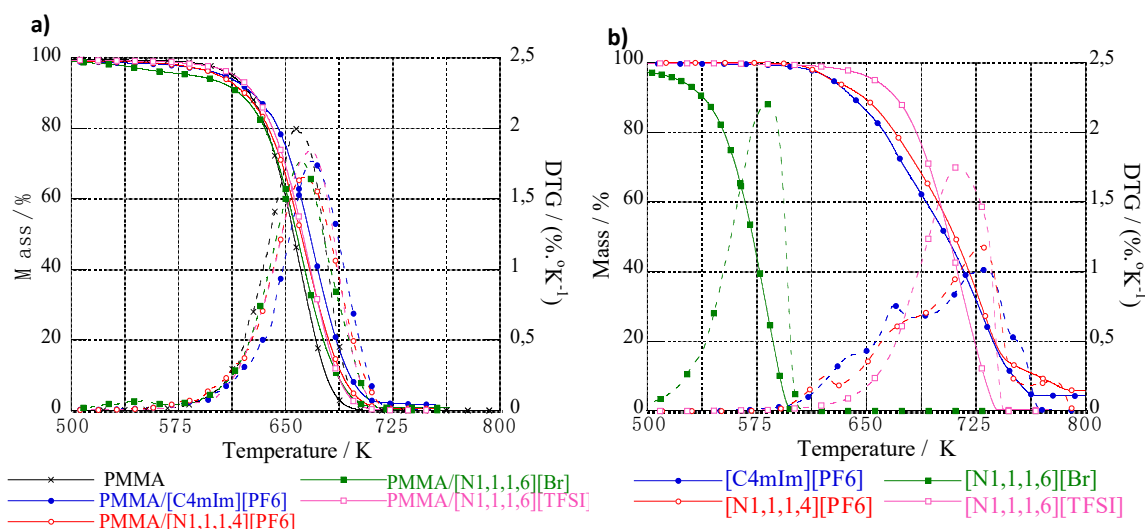 a)
100
80
60
40
20
0
Mass / %
2,5
2
1,5
1
0,5
0
DTG / (%.ºK-1)
500 575 650 725 800
Temperature / K
PMMA
PMMA/[C4mIm][PF6]
PMMA/[N1,1,1,4][PF6]
PMMA/[N1,1,1,6][Br]
PMMA/[N1,1,1,6][TFSI]
b)
100
80
60
40
20
0
Mass / %
2,5
2
1,5
1
0,5
0
DTG / (%.ºK-1)
500 575 650 725 800
Temperature / K
[C4mIm][PF6]
[N1,1,1,4][PF6]
[N1,1,1,6][Br]
[N1,1,1,6][TFSI]